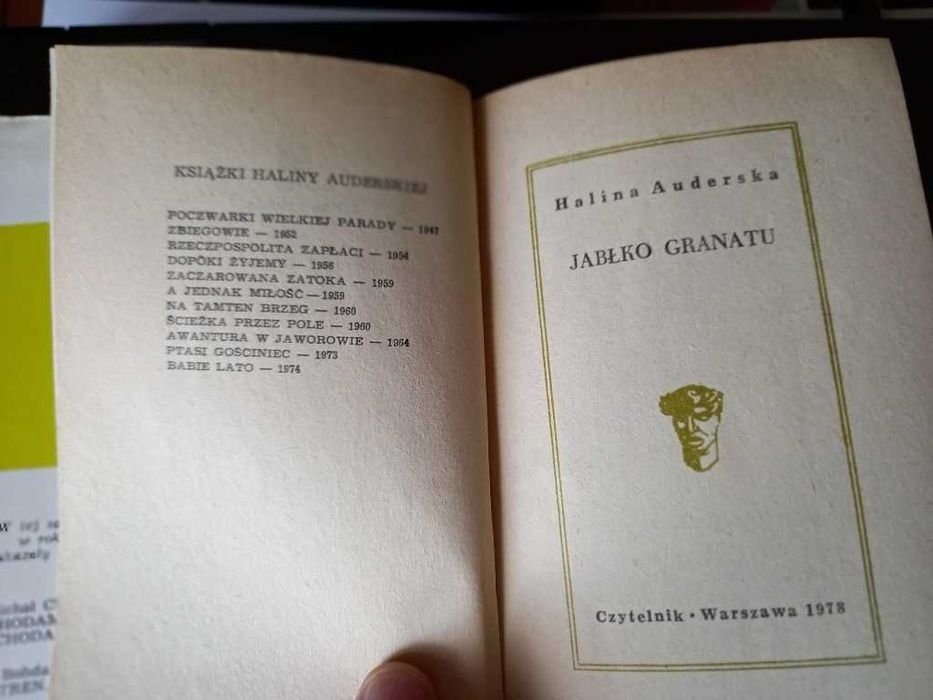 KSIĄŻKI HALINY AUDERSKIEJ
POCZWARKI WIELKIEJ PARADY — 1947
ZBIEGOWIE — 1952
RZECZPOSPOLITA ZAPŁACI — 1954
DOPÓKI ŻYJEMY — 1956
ZACZAROWANA ZATOKA — 1959
A JEDNAK MIŁOŚĆ — 1959
NA TAMTEN BRZEG — 1960
ŚCIEŻKA PRZEZ POLE — 1960
AWANTURA W JAWOROWIE — 1964
PTASI GOŚCINIEC — 1973
BABIE LATO — 1974
Halina Auderska
JABŁKO GRANATU
Czytelnik • Warszawa 1978
W tej
w